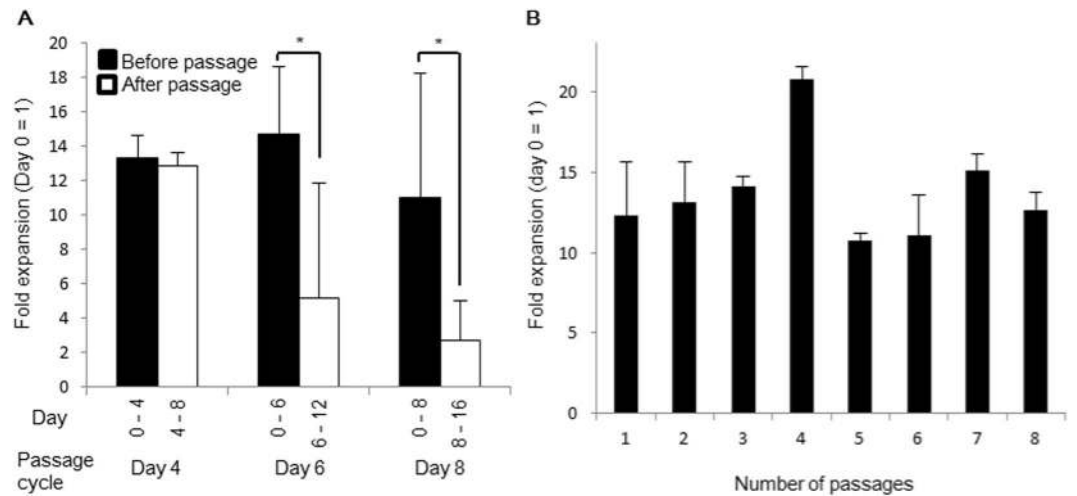 A
Fold expansion (Day 0 = 1)
20
18
16
14
12
10
8
6
4
2
0
Before passage
After passage
*
*
Day
0 - 4
4 - 8
0 - 6
6 - 12
0 - 8
8 - 16
Passage cycle
Day 4
Day 6
Day 8
B
Fold expansion (day 0 = 1)
20
15
10
5
0
1 2 3 4 5 6 7 8
Number of passages